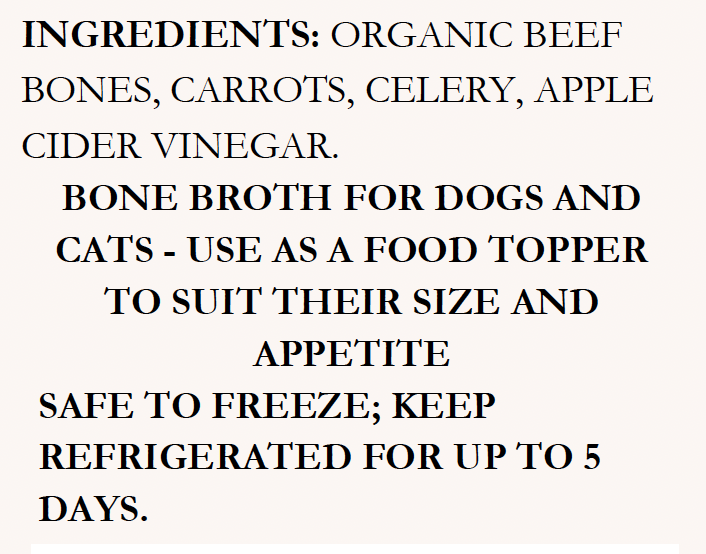 INGREDIENTS: ORGANIC BEEF
BONES, CARROTS, CELERY, APPLE
CIDER VINEGAR.
BONE BROTH FOR DOGS AND
CATS - USE AS A FOOD TOPPER
TO SUIT THEIR SIZE AND
APPETITE
SAFE TO FREEZE; KEEP
REFRIGERATED FOR UP TO 5
DAYS.